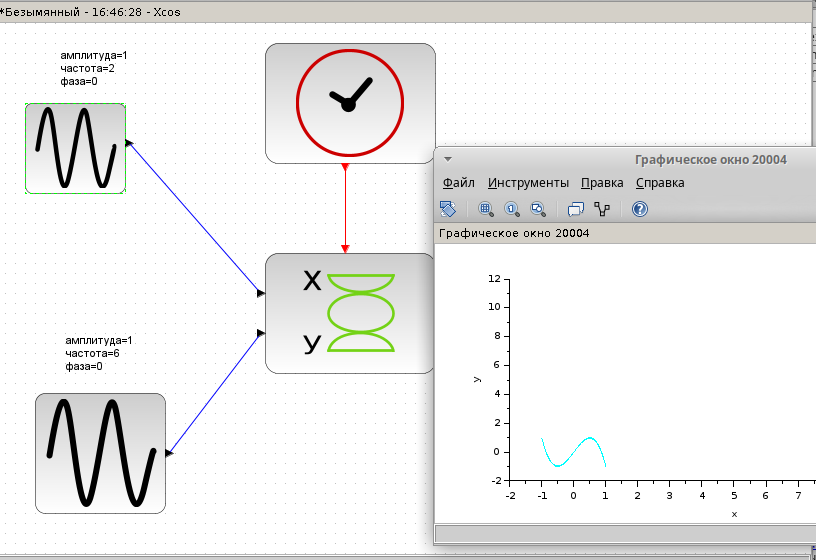 *Безымянный - 16:46:28 - Xcos
амплитуда=1
частота=2
фаза=0
Графическое окно 20004
Файл Инструменты Правка Справка
Графическое окно 20004
X
У
амплитуда=1
частота=6
фаза=0
12
10
8
6
4
2
0
-2
y
-2 -1 0 1 2 3 4 5 6 7
x